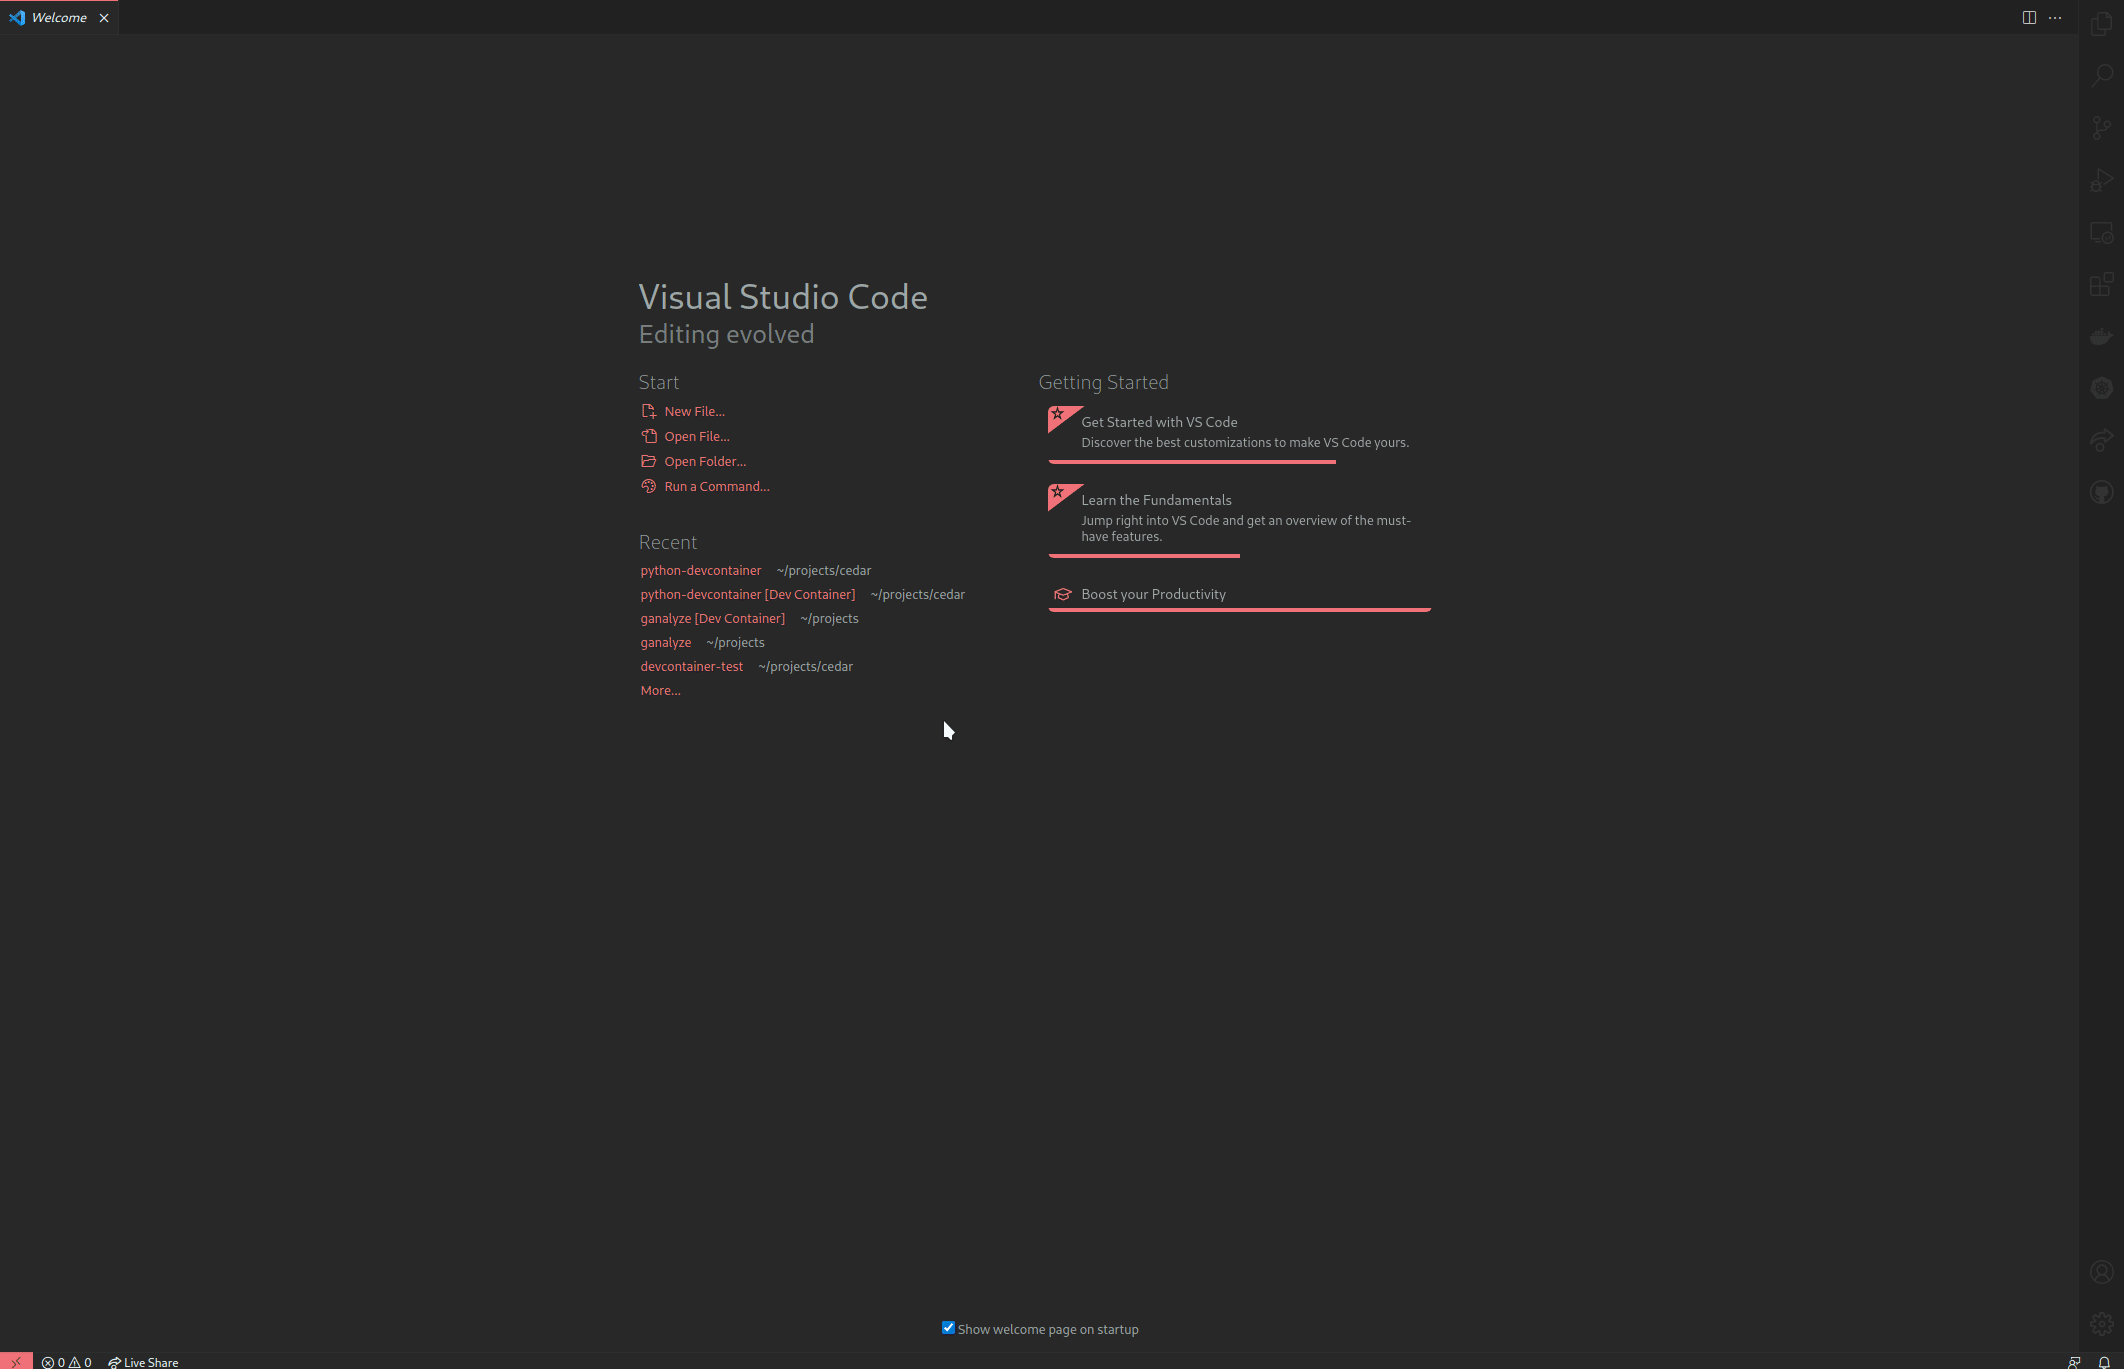 Welcome
Visual Studio Code
Editing evolved
Start
New File...
Open File...
Open Folder...
Run a Command...
Recent
python-devcontainer ~/projects/cedar
python-devcontainer [Dev Container] ~/projects/cedar
ganalyze [Dev Container] ~/projects
ganalyze ~/projects
devcontainer-test ~/projects/cedar
More...
Getting Started
Get Started with VS Code
Discover the best customizations to make VS Code yours.
Learn the Fundamentals
Jump right into VS Code and get an overview of the must-
have features.
Boost your Productivity
Show welcome page on startup
0 0 Live Share